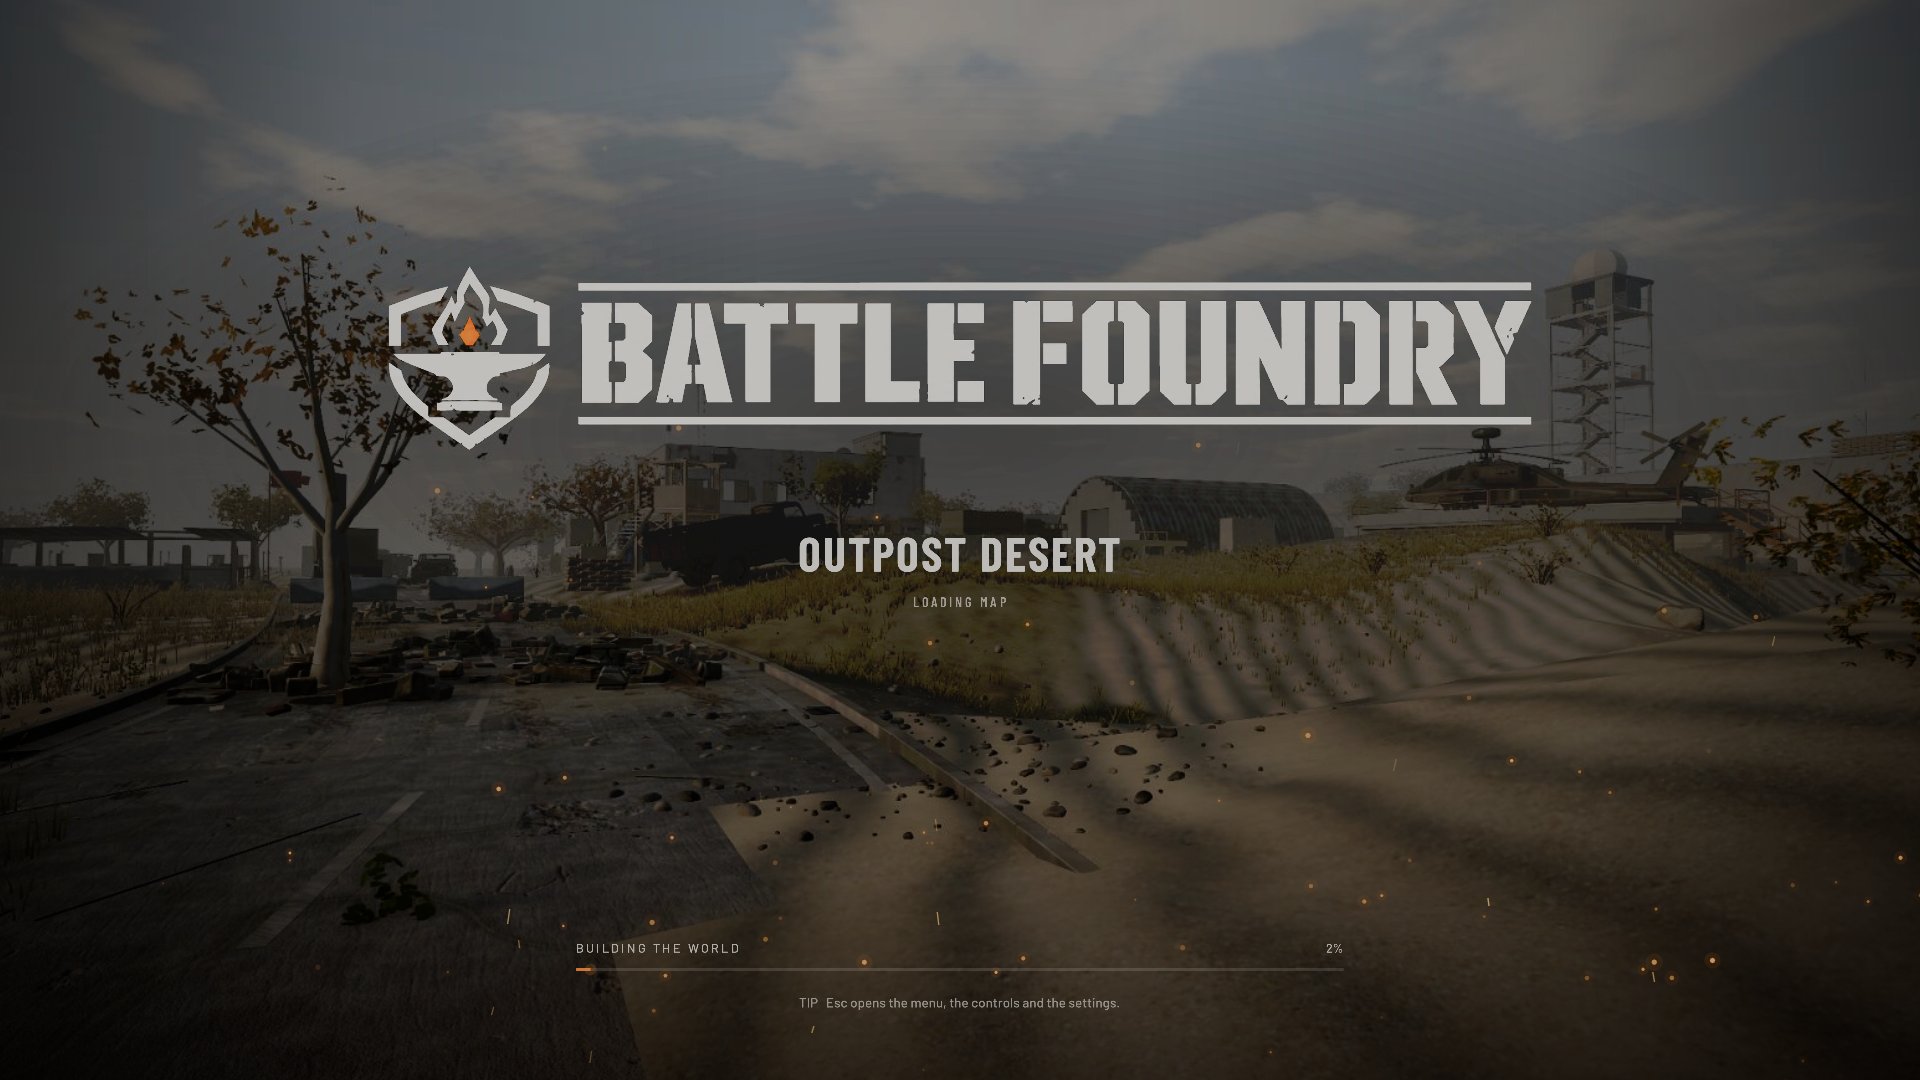 BATTLE FOUNDRY
OUTPOST DESERT
LOADING MAP
BUILDING THE WORLD 2%
TIP Esc opens the menu, the controls and the settings.